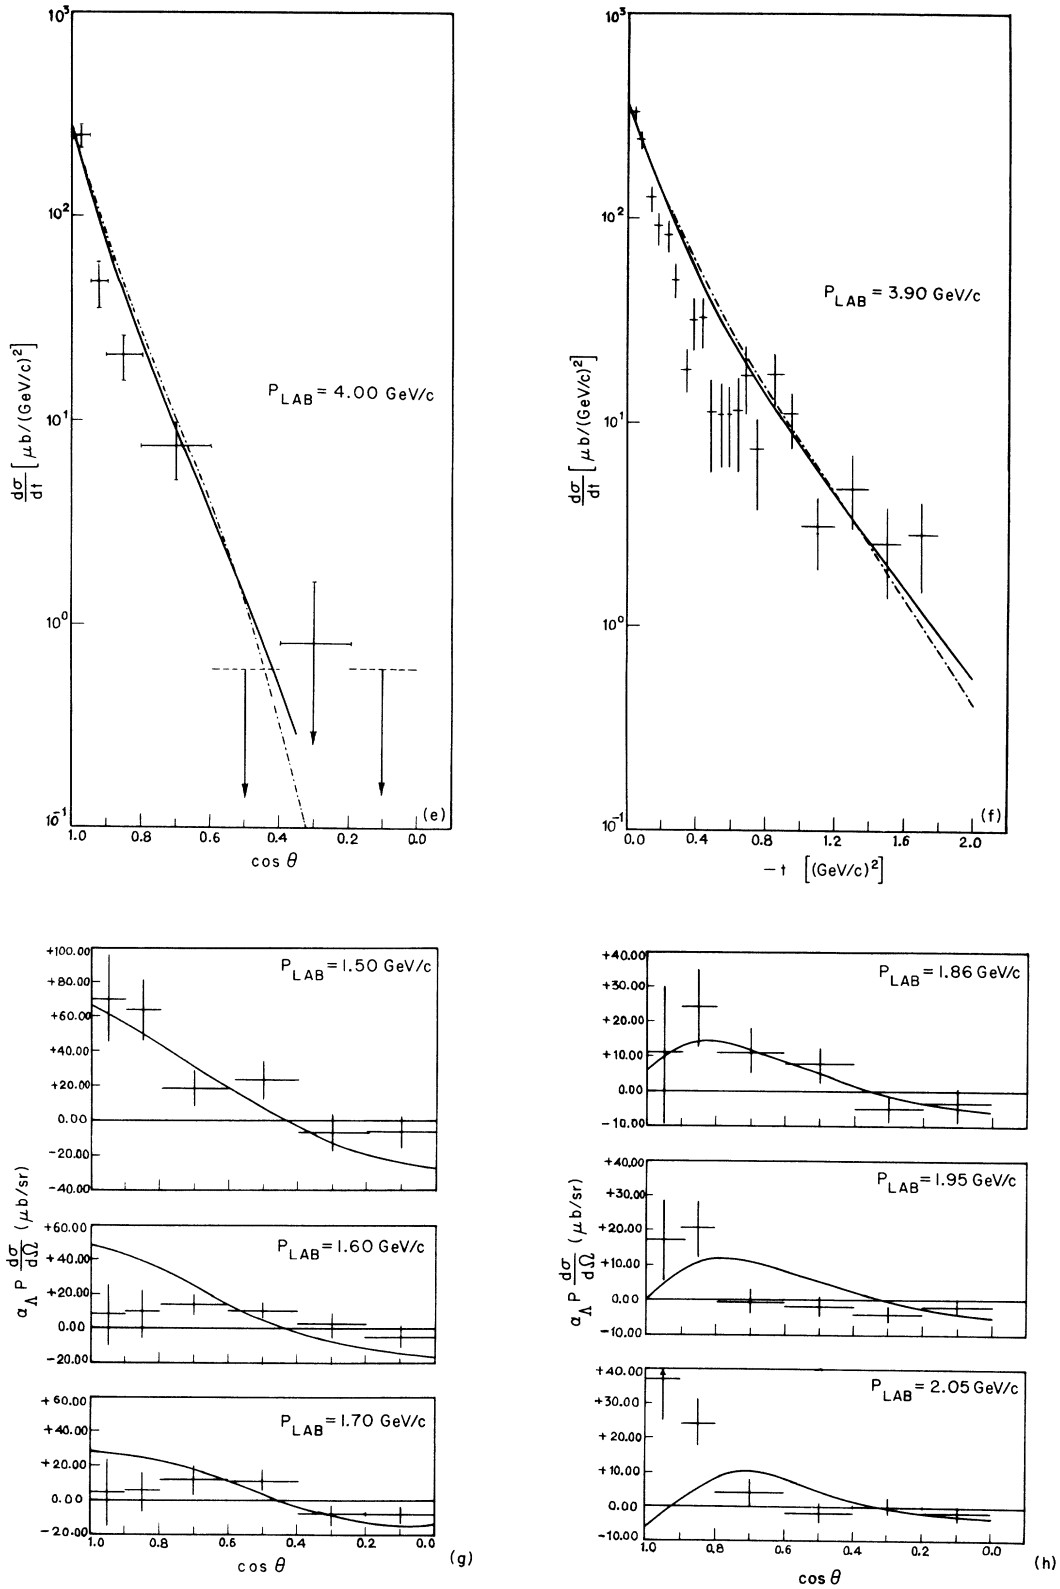 10³
10²
10¹
10⁰
10⁻¹
dσ/dt [μb/(GeV/c)²]
P_LAB = 4.00 GeV/c
(e)
1.0 0.8 0.6 0.4 0.2 0.0
cos θ
10³
10²
10¹
10⁰
10⁻¹
dσ/dt [μb/(GeV/c)²]
P_LAB = 3.90 GeV/c
(f)
0.0 0.4 0.8 1.2 1.6 2.0
−t [(GeV/c)²]
α_Λ P dσ/dΩ (μb/sr)
P_LAB = 1.50 GeV/c
+100.00
+80.00
+60.00
+40.00
+20.00
0.00
−20.00
−40.00
P_LAB = 1.60 GeV/c
+60.00
+40.00
+20.00
0.00
−20.00
P_LAB = 1.70 GeV/c
+60.00
+40.00
+20.00
0.00
−20.00
1.0 0.8 0.6 0.4 0.2 0.0
cos θ
(g)
α_Λ P dσ/dΩ (μb/sr)
P_LAB = 1.86 GeV/c
+40.00
+30.00
+20.00
+10.00
0.00
−10.00
P_LAB = 1.95 GeV/c
+40.00
+30.00
+20.00
+10.00
0.00
−10.00
P_LAB = 2.05 GeV/c
+40.00
+30.00
+20.00
+10.00
0.00
−10.00
1.0 0.8 0.6 0.4 0.2 0.0
cos θ
(h)